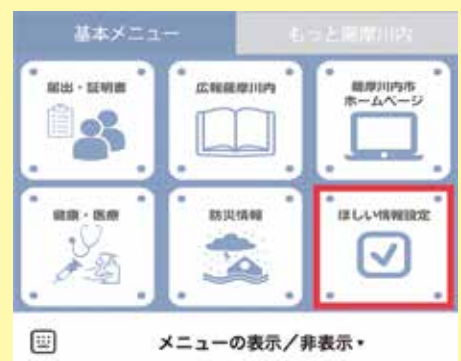 基本メニュー
もっと薩摩川内
届出・証明書
広報薩摩川内
薩摩川内市
ホームページ
健康・医療
防災情報
ほしい情報設定
メニューの表示／非表示▾